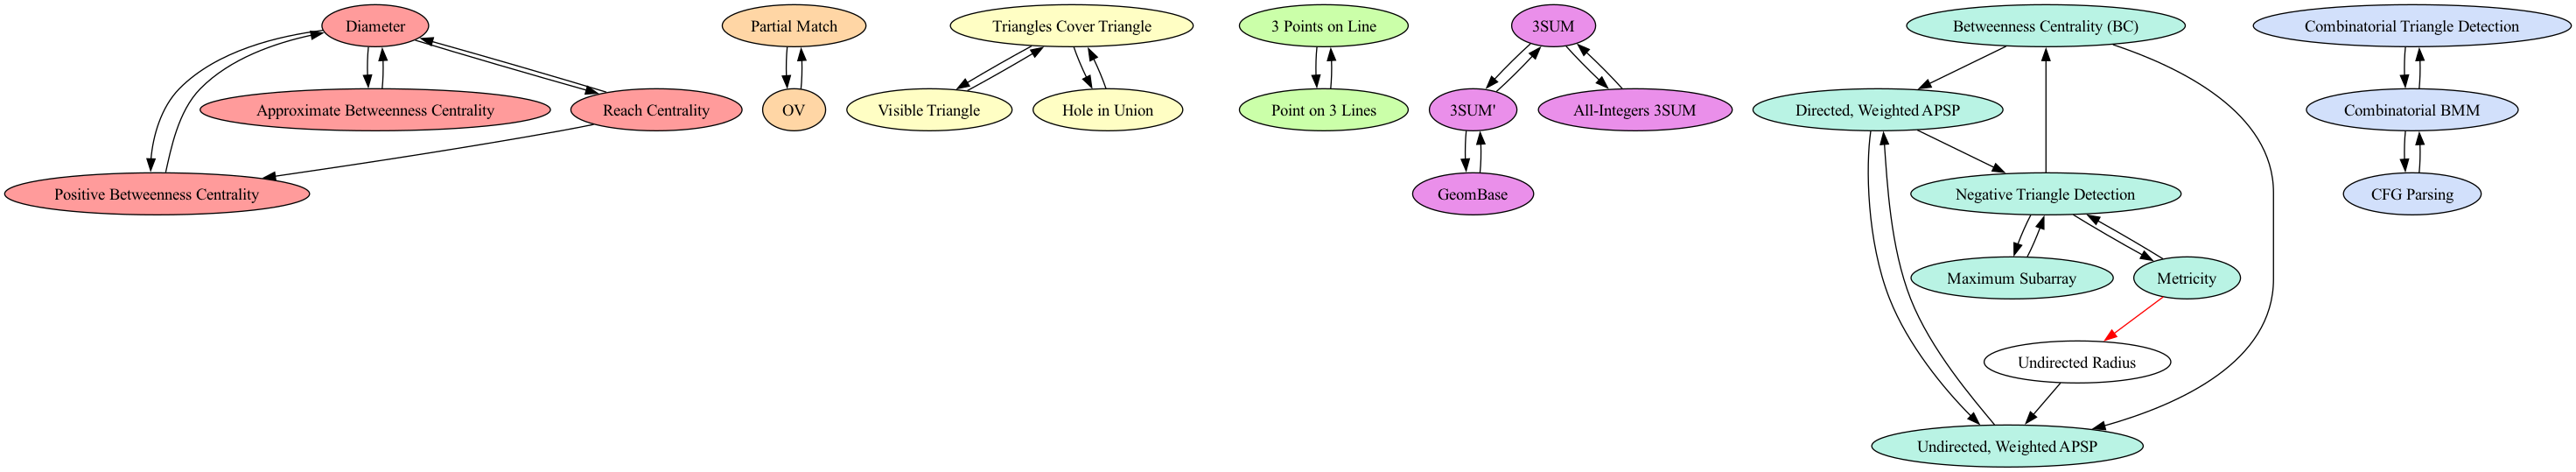 Diameter
Partial Match
Triangles Cover Triangle
3 Points on Line
3SUM
Betweenness Centrality (BC)
Combinatorial Triangle Detection
Approximate Betweenness Centrality
Reach Centrality
OV
Visible Triangle
Hole in Union
Point on 3 Lines
3SUM'
All-Integers 3SUM
Directed, Weighted APSP
Combinatorial BMM
Positive Betweenness Centrality
GeomBase
Negative Triangle Detection
CFG Parsing
Maximum Subarray
Metricity
Undirected Radius
Undirected, Weighted APSP